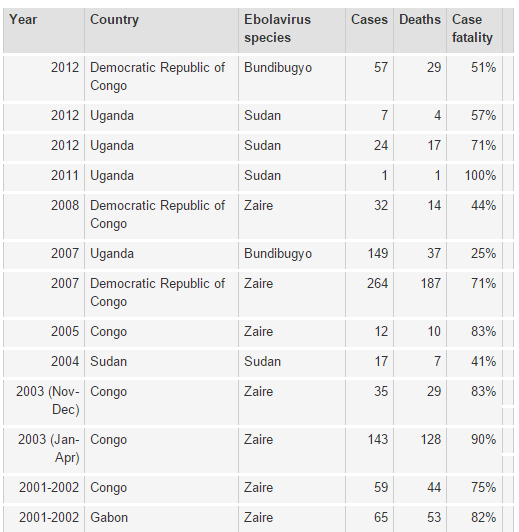 Year Country Ebolavirus species Cases Deaths Case fatality
2012 Democratic Republic of Congo Bundibugyo 57 29 51%
2012 Uganda Sudan 7 4 57%
2012 Uganda Sudan 24 17 71%
2011 Uganda Sudan 1 1 100%
2008 Democratic Republic of Congo Zaire 32 14 44%
2007 Uganda Bundibugyo 149 37 25%
2007 Democratic Republic of Congo Zaire 264 187 71%
2005 Congo Zaire 12 10 83%
2004 Sudan Sudan 17 7 41%
2003 (Nov-Dec) Congo Zaire 35 29 83%
2003 (Jan-Apr) Congo Zaire 143 128 90%
2001-2002 Congo Zaire 59 44 75%
2001-2002 Gabon Zaire 65 53 82%